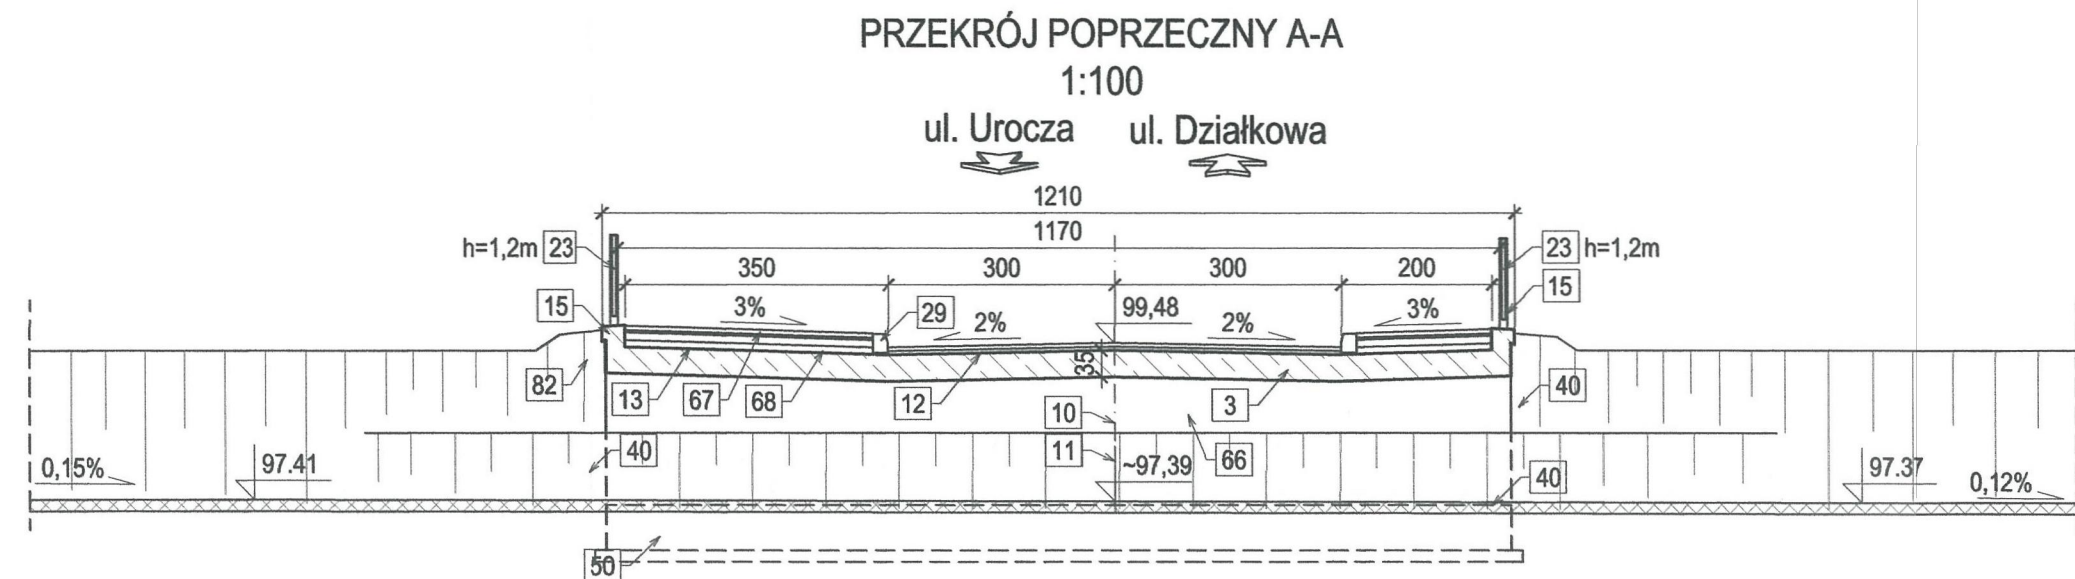 PRZEKRÓJ POPRZECZNY A-A
1:100
ul. Urocza ul. Działkowa
1210
1170
h=1,2m 23
23 h=1,2m
350 300 300 200
15
15
3% 29 2% 99,48 2% 3%
35
82 13 67 68 12 3 40
10
0,15% 97.41 40 11 ~97,39 66 40 97.37 0,12%
50